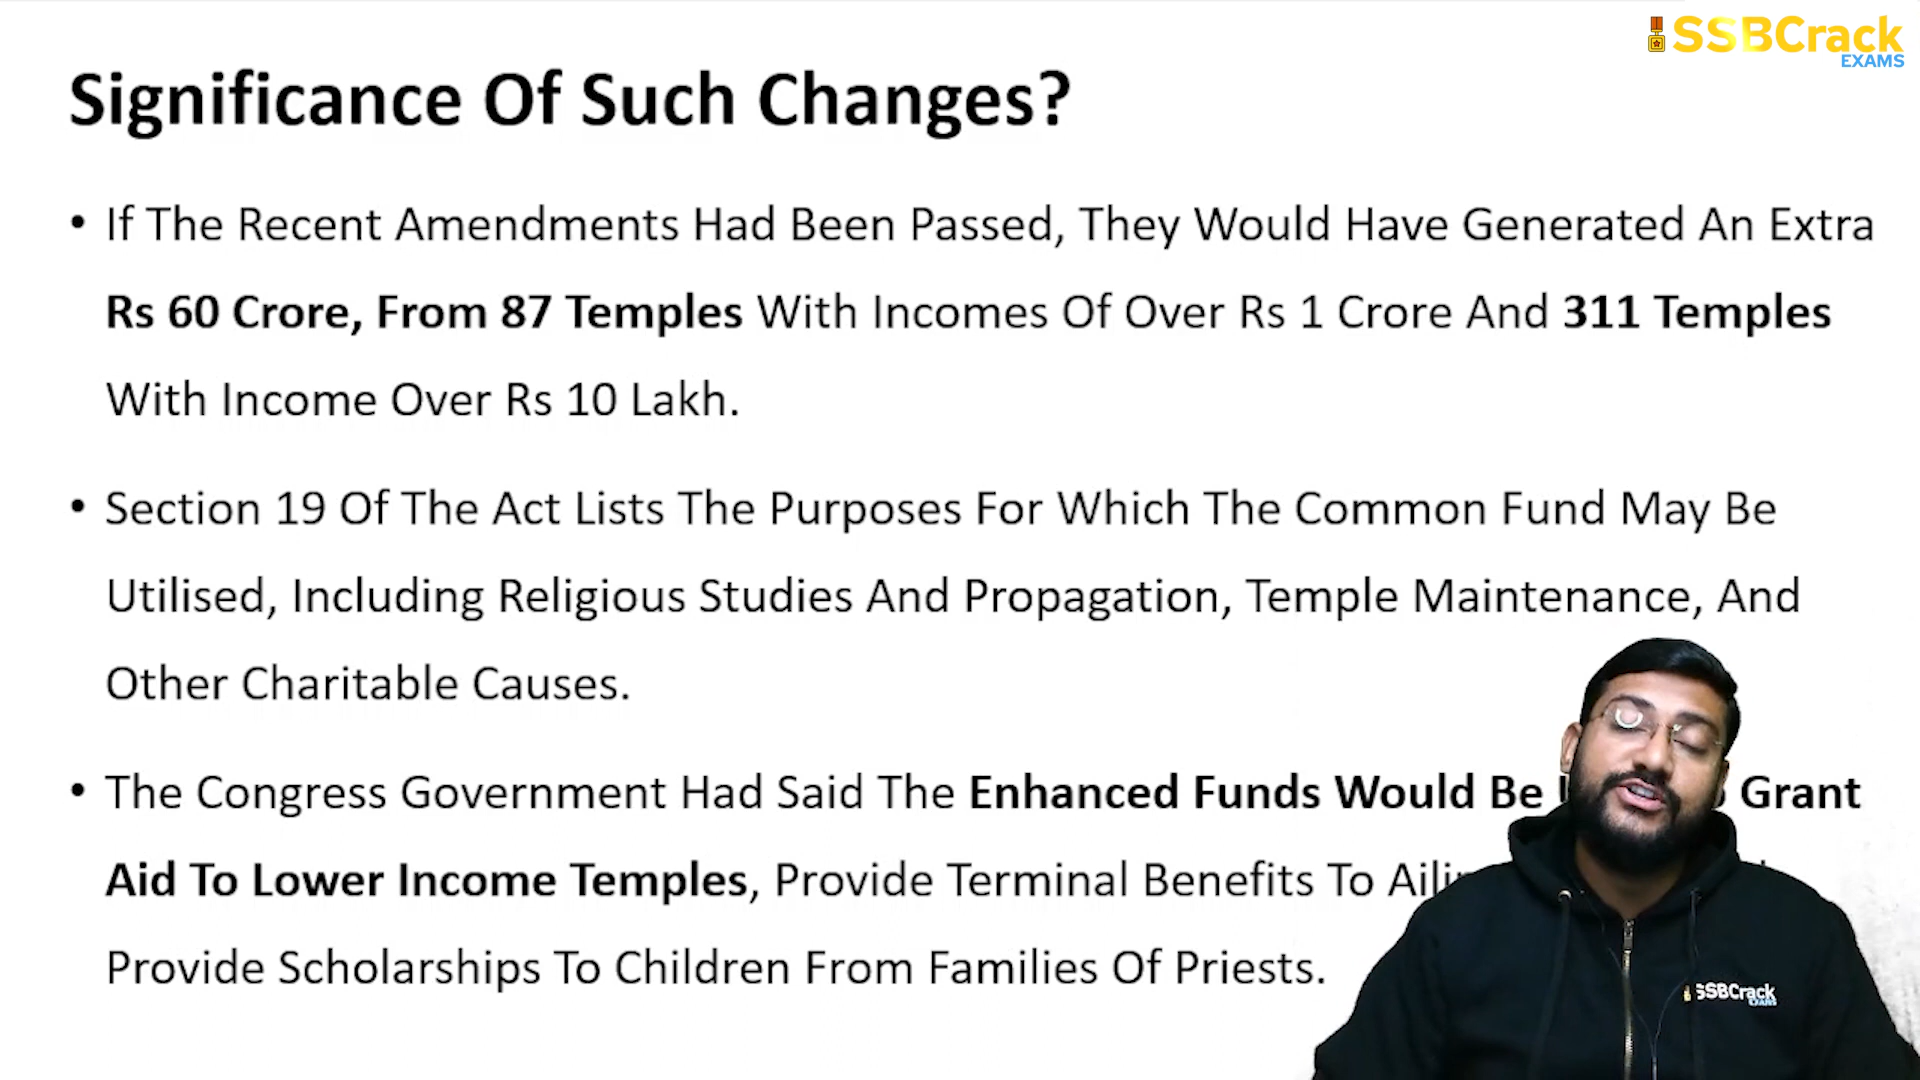 SSBCrack
EXAMS
Significance Of Such Changes?
• If The Recent Amendments Had Been Passed, They Would Have Generated An Extra
Rs 60 Crore, From 87 Temples With Incomes Of Over Rs 1 Crore And 311 Temples
With Income Over Rs 10 Lakh.
• Section 19 Of The Act Lists The Purposes For Which The Common Fund May Be
Utilised, Including Religious Studies And Propagation, Temple Maintenance, And
Other Charitable Causes.
• The Congress Government Had Said The Enhanced Funds Would Be Grant
Aid To Lower Income Temples, Provide Terminal Benefits To
Provide Scholarships To Children From Families Of Priests.
SSBCrack
EXAMS